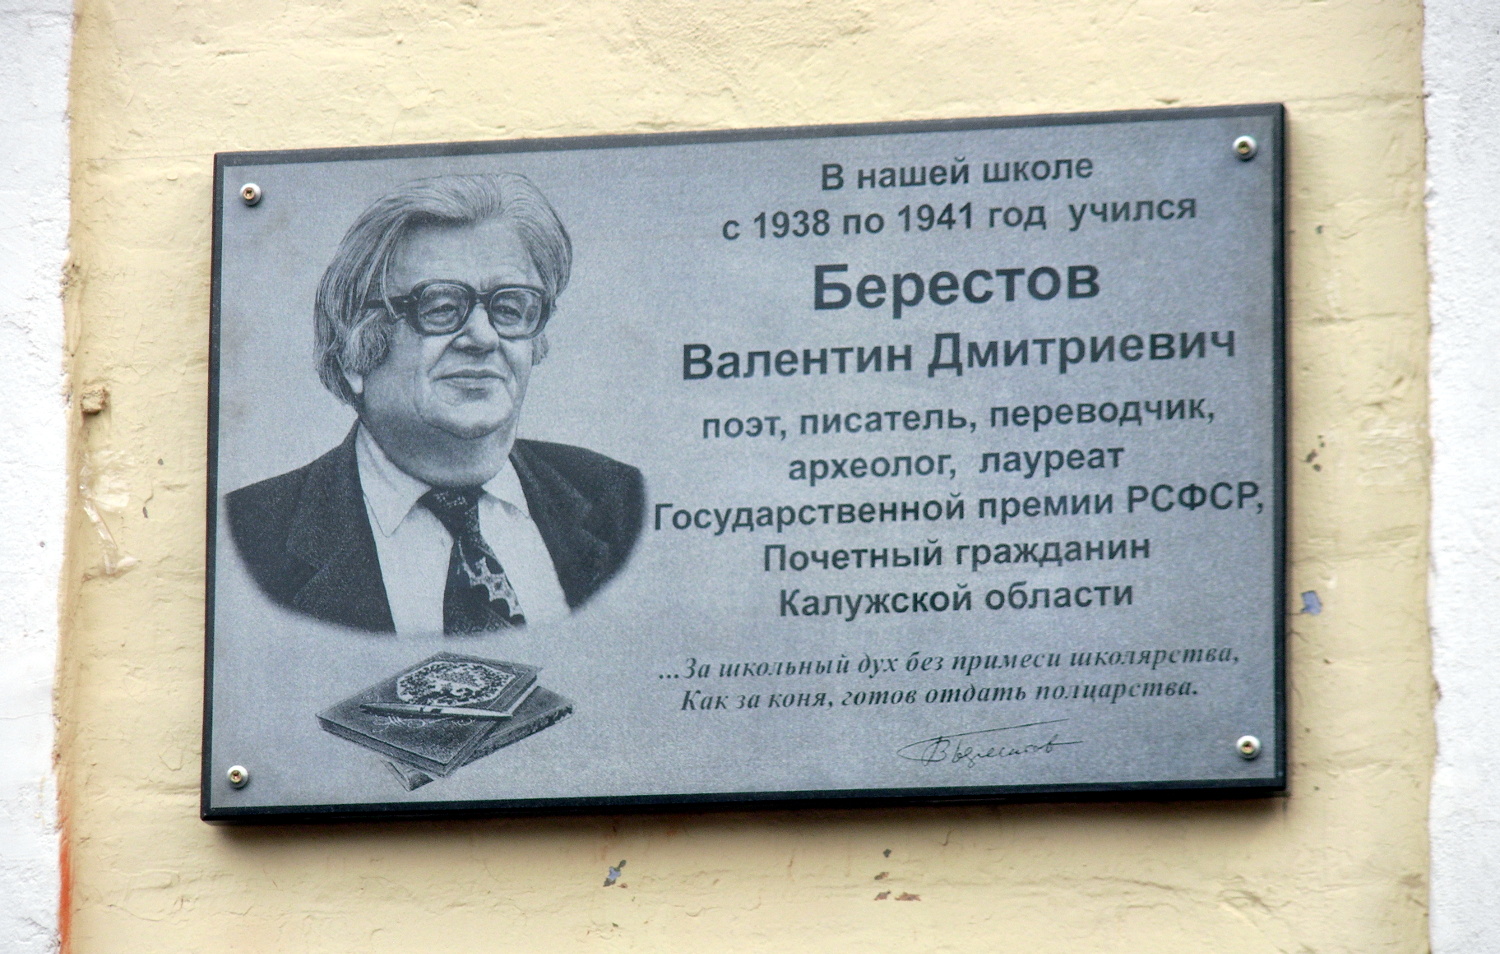 В нашей школе
с 1938 по 1941 год учился
Берестов
Валентин Дмитриевич
поэт, писатель, переводчик,
археолог, лауреат
Государственной премии РСФСР,
Почетный гражданин
Калужской области
...За школьный дух без примеси школярства,
Как за коня, готов отдать полцарства.
ВБерестов